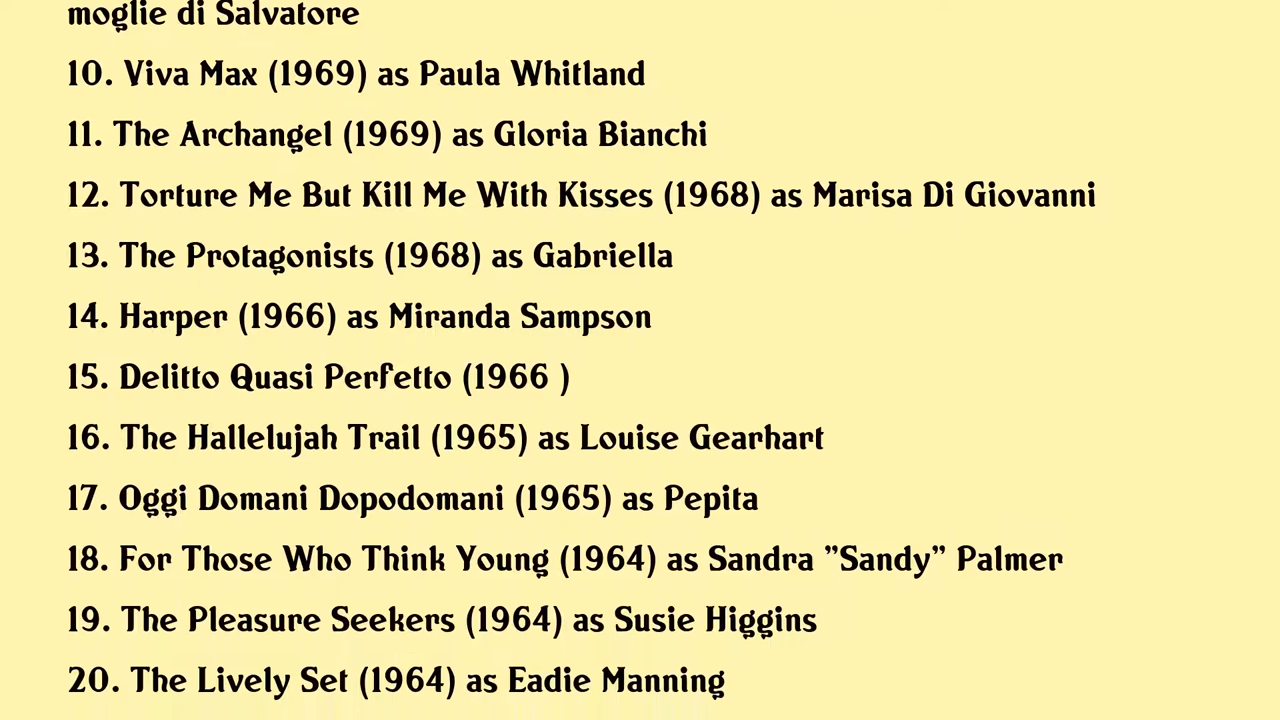 moglie di Salvatore
10. Viva Max (1969) as Paula Whitland
11. The Archangel (1969) as Gloria Bianchi
12. Torture Me But Kill Me With Kisses (1968) as Marisa Di Giovanni
13. The Protagonists (1968) as Gabriella
14. Harper (1966) as Miranda Sampson
15. Delitto Quasi Perfetto (1966 )
16. The Hallelujah Trail (1965) as Louise Gearhart
17. Oggi Domani Dopodomani (1965) as Pepita
18. For Those Who Think Young (1964) as Sandra ”Sandy” Palmer
19. The Pleasure Seekers (1964) as Susie Higgins
20. The Lively Set (1964) as Eadie Manning